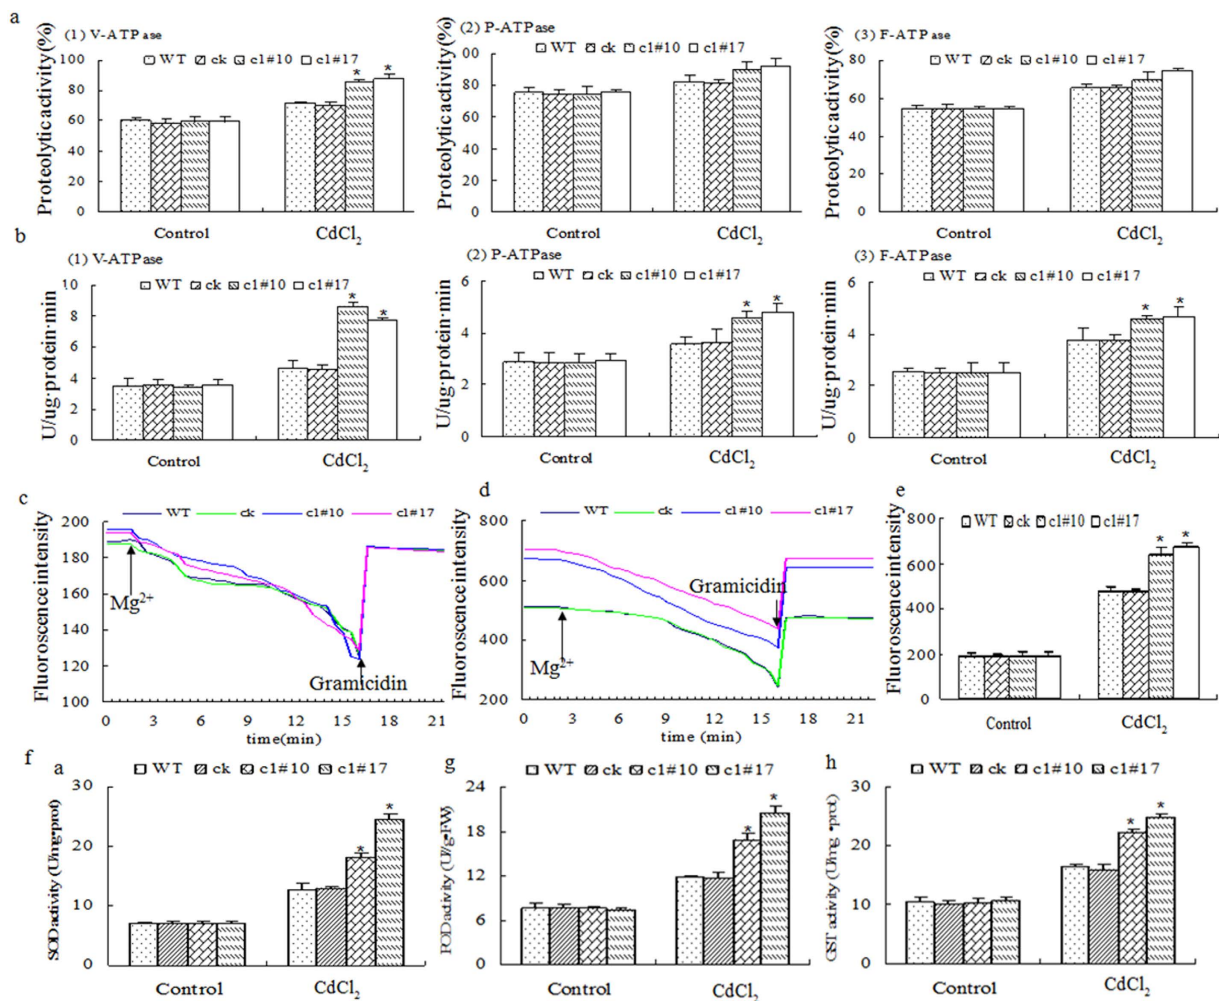 a
(1) V-ATPase
WT ck c1#10 c1#17
Proteolytic activity(%)
100
80
60
40
20
0
* *
Control CdCl2
(2) P-ATPase
WT ck c1#10 c1#17
Proteolytic activity(%)
00
80
60
40
20
0
Control CdCl2
(3) F-ATPase
WT ck c1#10 c1#17
Proteolytic activity(%)
80
60
40
20
0
Control CdCl2
b
(1) V-ATPase
WT ck c1#10 c1#17
U/ug·protein·min
10
8
6
4
2
0
* *
Control CdCl2
(2) P-ATPase
WT ck c1#10 c1#17
U/ug·protein·min
6
4
2
0
* *
Control CdCl2
(3) F-ATPase
WT ck c1#10 c1#17
U/ug·protein·min
6
4
2
0
* *
Control CdCl2
c
WT ck c1#10 c1#17
Fluoroscence intensity
200
180
160
140
120
100
Mg2+
Gramicidin
0 3 6 9 12 15 18 21
time(min)
d
WT ck c1#10 c1#17
Fluoroscence intensity
800
600
400
200
Gramicidin
Mg2+
0 3 6 9 12 15 18 21
time (min)
e
WT ck c1#10 c1#17
Fluoroscence intensity
800
600
400
200
0
* *
Control CdCl2
f
a
WT ck c1#10 c1#17
SOD activity (U/mg•prot)
30
20
10
0
* *
Control CdCl2
g
WT ck c1#10 c1#17
POD activity (U/g•FW)
24
18
12
6
0
* *
Control CdCl2
h
WT ck c1#10 c1#17
GST activity (U/mg •prot)
30
20
10
0
* *
Control CdCl2